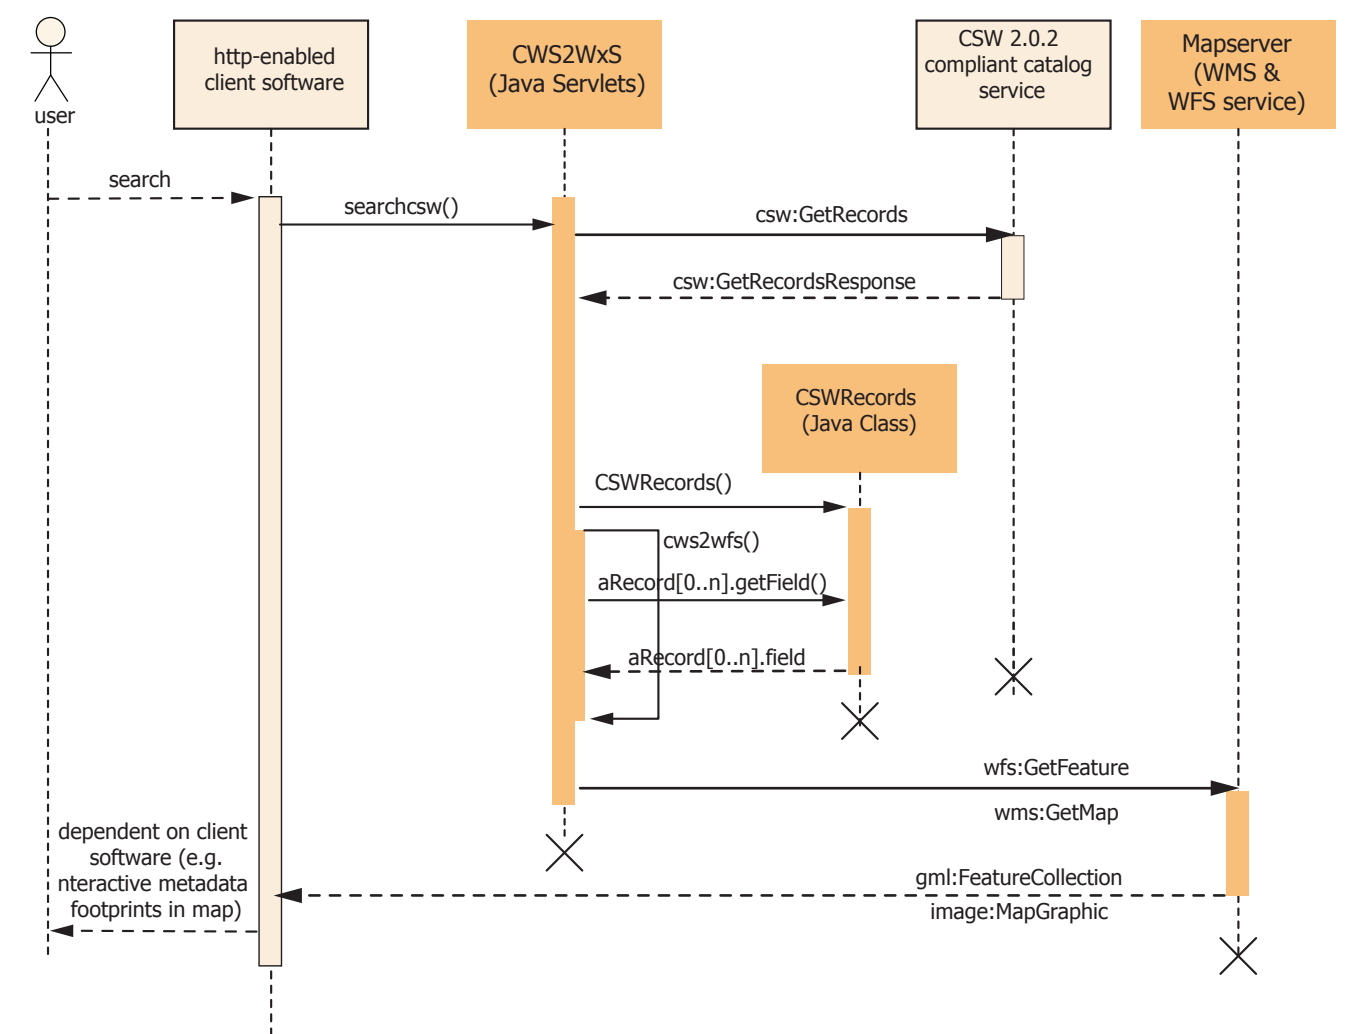 user
http-enabled
client software
CWS2WxS
(Java Servlets)
CSW 2.0.2
compliant catalog
service
Mapserver
(WMS &
WFS service)
search
searchcsw()
csw:GetRecords
csw:GetRecordsResponse
CSWRecords
(Java Class)
CSWRecords()
cws2wfs()
aRecord[0..n].getField()
aRecord[0..n].field
wfs:GetFeature
wms:GetMap
dependent on client
software (e.g.
nteractive metadata
footprints in map)
gml:FeatureCollection
image:MapGraphic